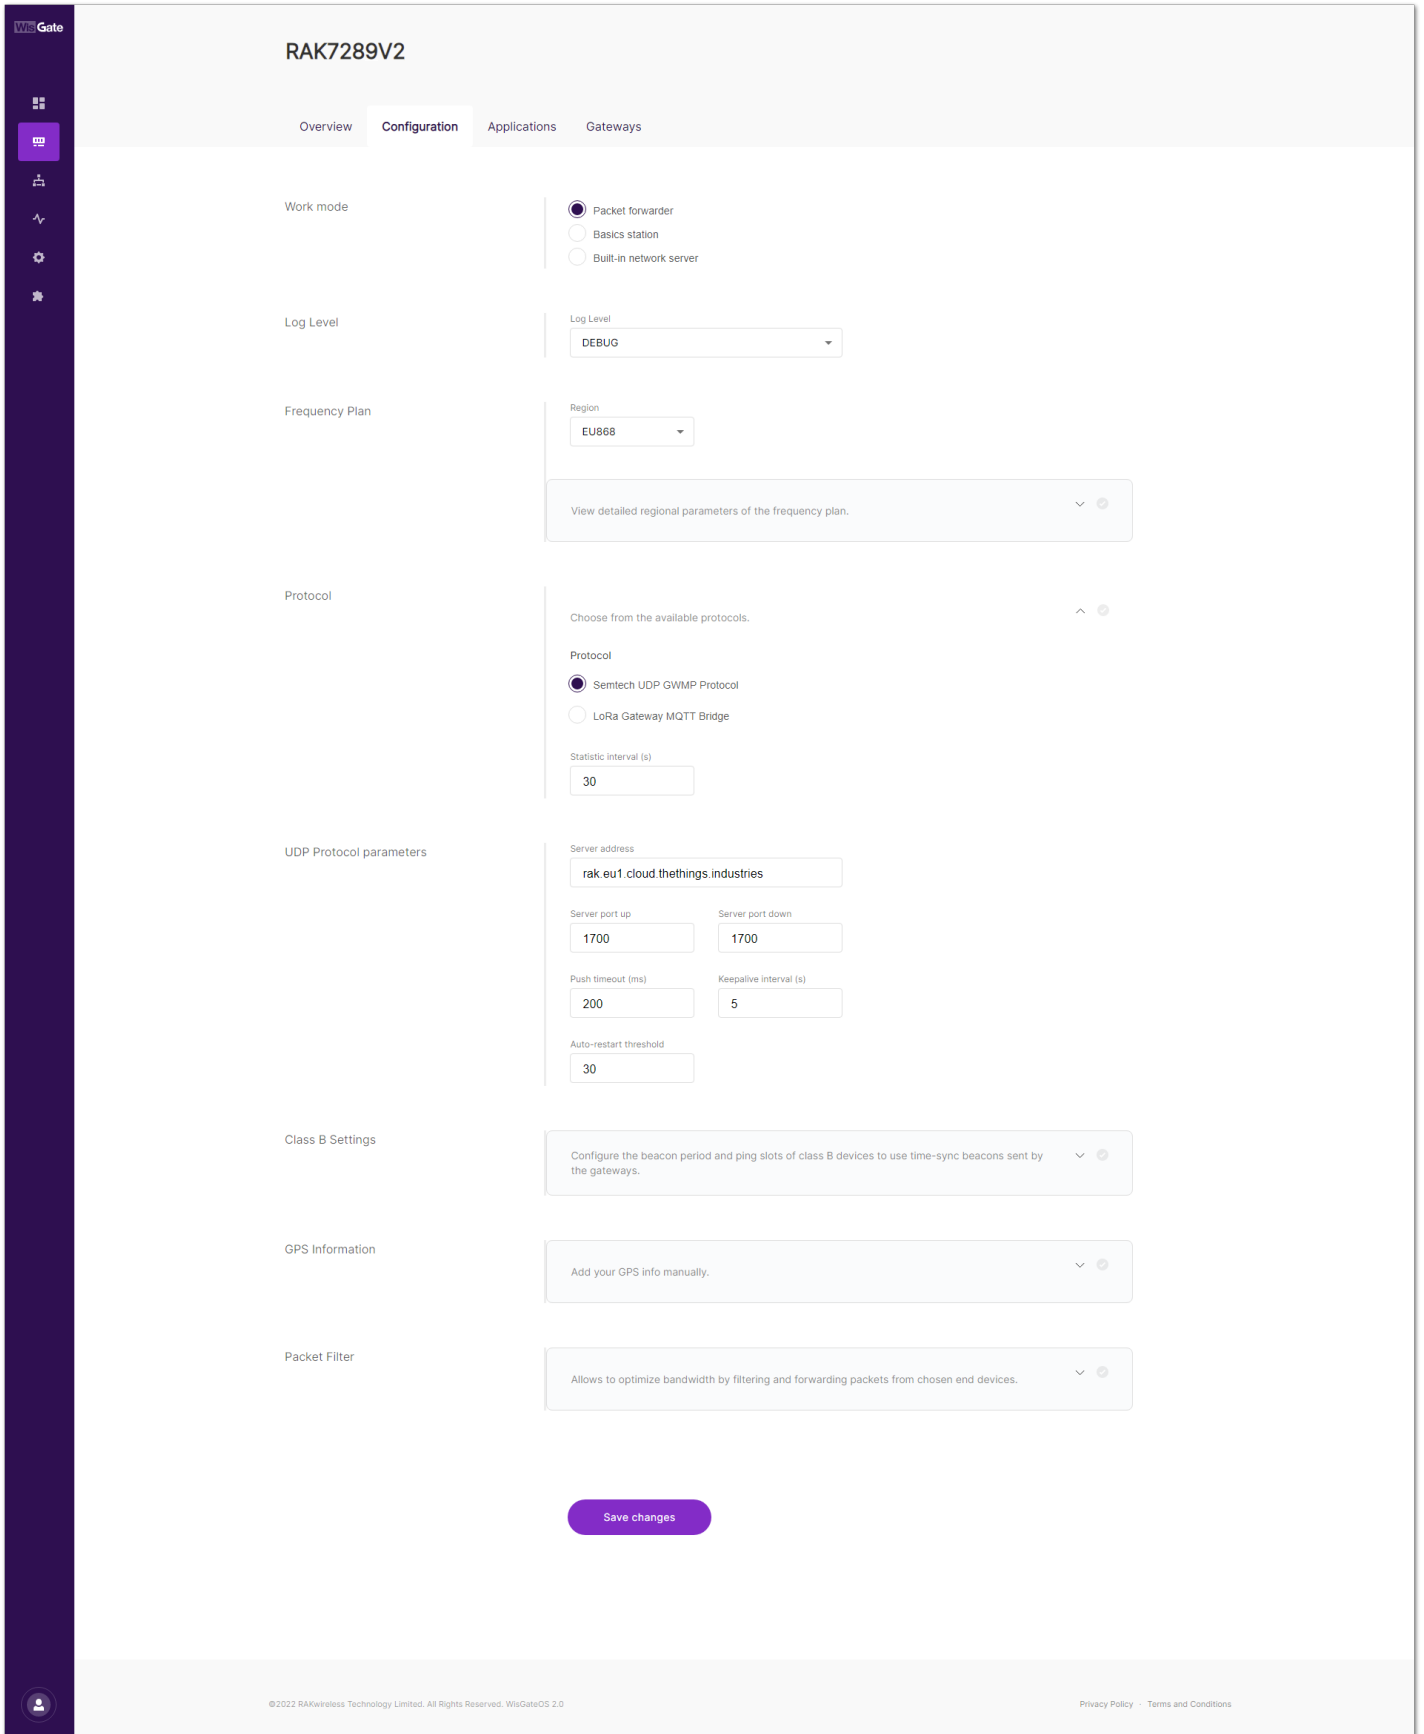 WisGate
RAK7289V2
Overview
Configuration
Applications
Gateways
Work mode
Packet forwarder
Basics station
Built-in network server
Log Level
Log Level
DEBUG
Frequency Plan
Region
EU868
View detailed regional parameters of the frequency plan.
Protocol
Choose from the available protocols.
Protocol
Semtech UDP GWMP Protocol
LoRa Gateway MQTT Bridge
Statistic interval (s)
30
UDP Protocol parameters
Server address
rak.eu1.cloud.thethings.industries
Server port up
Server port down
1700
1700
Push timeout (ms)
Keepalive interval (s)
200
5
Auto-restart threshold
30
Class B Settings
Configure the beacon period and ping slots of class B devices to use time-sync beacons sent by
the gateways.
GPS Information
Add your GPS info manually.
Packet Filter
Allows to optimize bandwidth by filtering and forwarding packets from chosen end devices.
Save changes
©2022 RAKwireless Technology Limited. All Rights Reserved. WisGateOS 2.0
Privacy Policy · Terms and Conditions